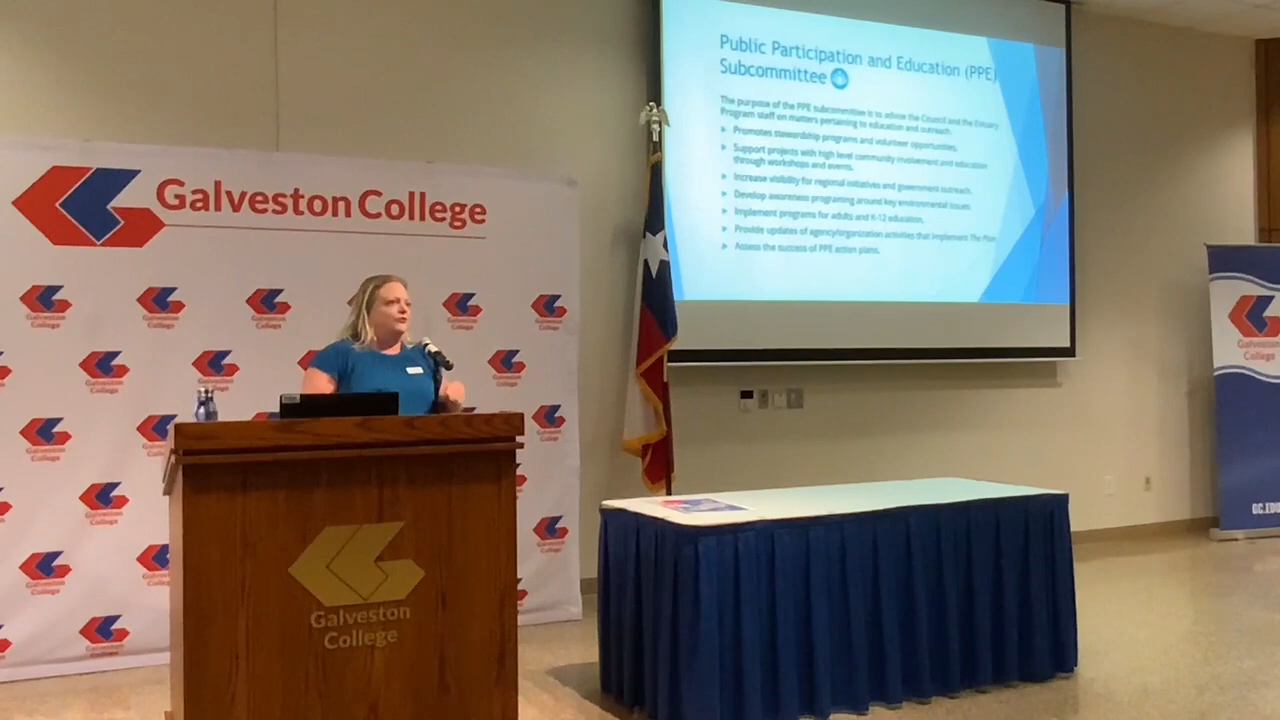 Public Participation and Education (PPE)
Subcommittee
The purpose of the PPE subcommittee is to advise the Council and the Estuary
Program staff on matters pertaining to education and outreach.
Promotes stewardship programs and volunteer opportunities.
Support projects with high level community involvement and education
through workshops and events.
Increase visibility for regional initiatives and government outreach.
Develop awareness programing around key environmental issues
Implement programs for adults and K-12 education.
Provide updates of agency/organization activities that implement The Plan
Assess the success of PPE action plans.
Galveston College
Galveston
College
Galveston
College
GC.EDU